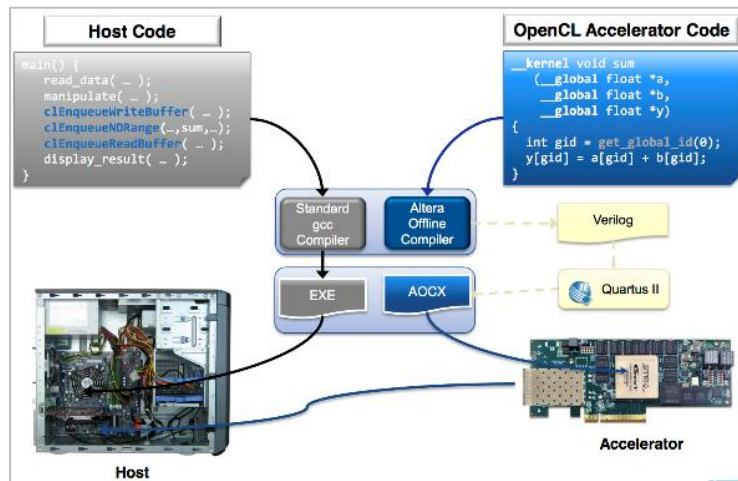 Host Code
main() {
read_data( … );
manipulate( … );
clEnqueueWriteBuffer( … );
clEnqueueNDRange(…,sum,…);
clEnqueueReadBuffer( … );
display_result( … );
}
OpenCL Accelerator Code
__kernel void sum
(__global float *a,
__global float *b,
__global float *y)
{
int gid = get_global_id(0);
y[gid] = a[gid] + b[gid];
}
Standard
gcc
Compiler
Altera
Offline
Compiler
Verilog
EXE
AOCX
Quartus II
Host
Accelerator